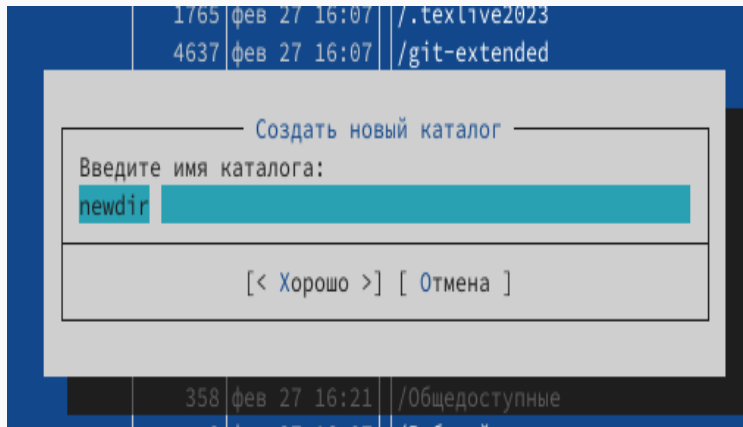 1765 фев 27 16:07 /.texlive2023
4637 фев 27 16:07 /git-extended
Создать новый каталог
Введите имя каталога:
newdir
[< Хорошо >] [ Отмена ]
358 фев 27 16:21 /Общедоступные